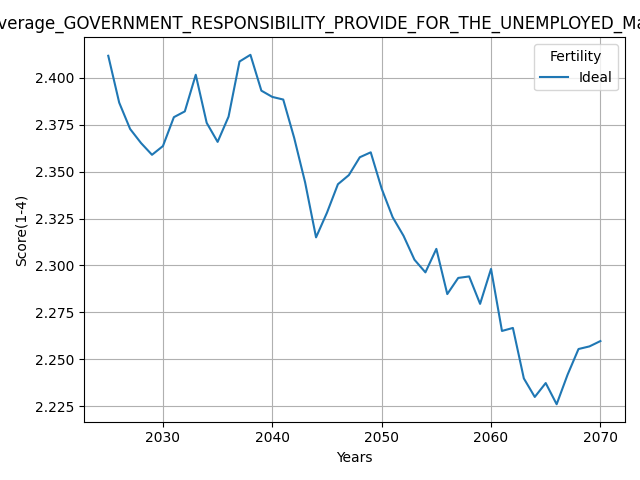 verage_GOVERNMENT_RESPONSIBILITY_PROVIDE_FOR_THE_UNEMPLOYED_Ma
Fertility
Ideal
2.400
2.375
2.350
2.325
2.300
2.275
2.250
2.225
Score(1-4)
2030 2040 2050 2060 2070
Years